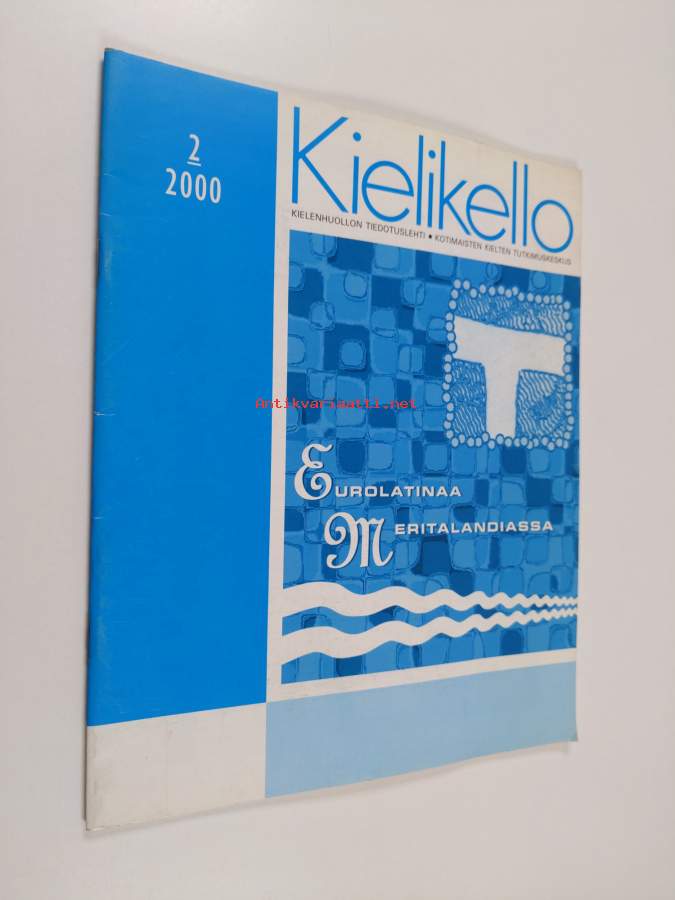 2
2000
Kielikello
KIELENHUOLLON TIEDOTUSLEHTI • KOTIMAISTEN KIELTEN TUTKIMUSKESKUS
T
Antikvariaatti.net
EUROLATINAA
MERITALANDIASSA